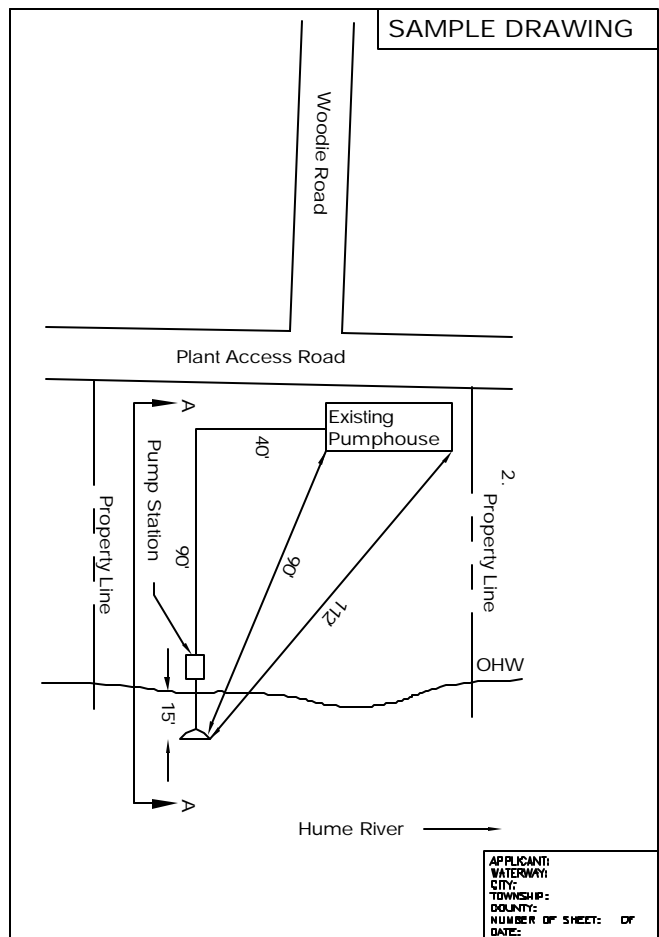 SAMPLE DRAWING
Woodie Road
Plant Access Road
A
Existing
Pumphouse
40'
Pump Station
2.
Property Line
Property Line
90'
90'
112'
OHW
15'
A
Hume River
APPLICANT:
WATERWAY:
CITY:
TOWNSHIP:
COUNTY:
NUMBER OF SHEET: OF
DATE: